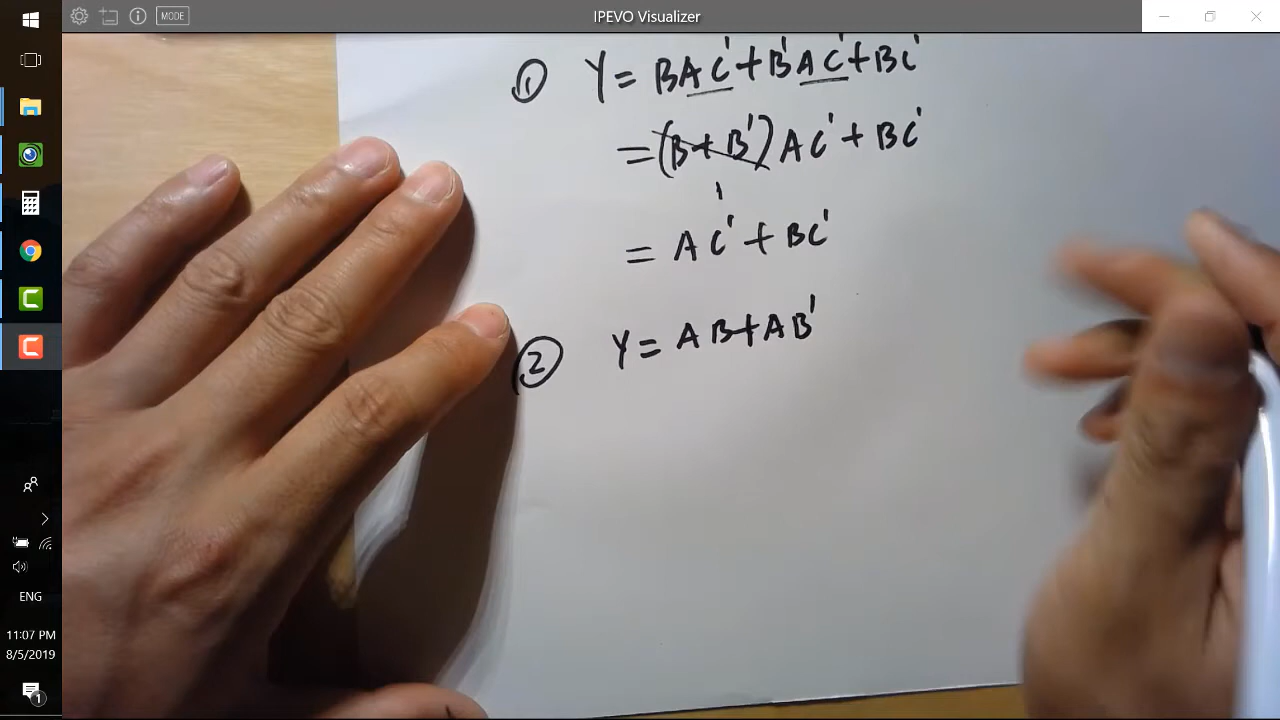 IPEVO Visualizer
MODE
① Y = BAC' + B'AC' + BC'
= (B + B') AC' + BC'
1
= AC' + BC'
② Y = AB + AB'
ENG
11:07 PM
8/5/2019
1